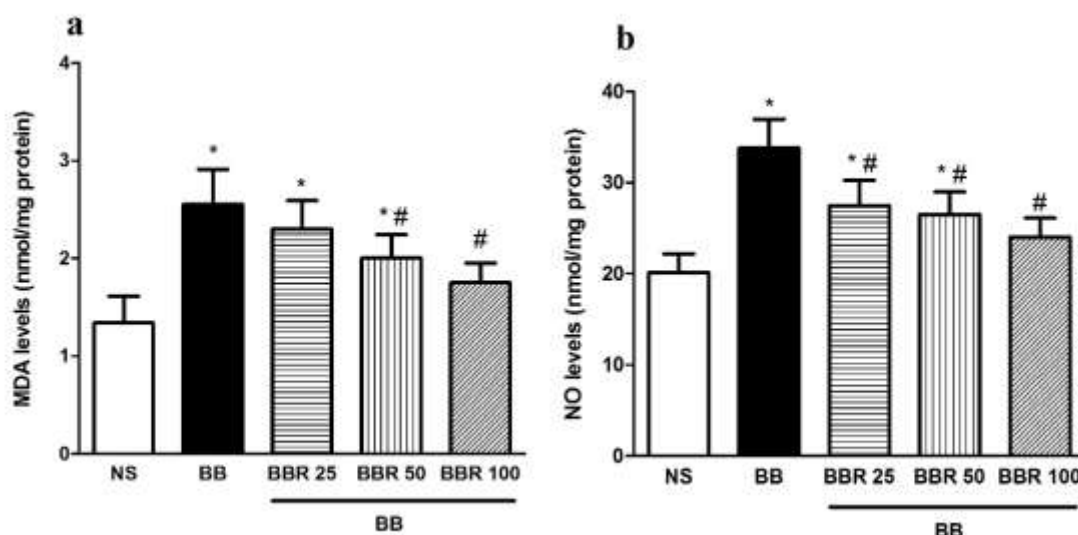 a
MDA levels (nmol/mg protein)
4
3
2
1
0
*
*
* #
#
NS BB BBR 25 BBR 50 BBR 100
BB
b
NO levels (nmol/mg protein)
40
30
20
10
0
*
* #
* #
#
NS BB BBR 25 BBR 50 BBR 100
BB